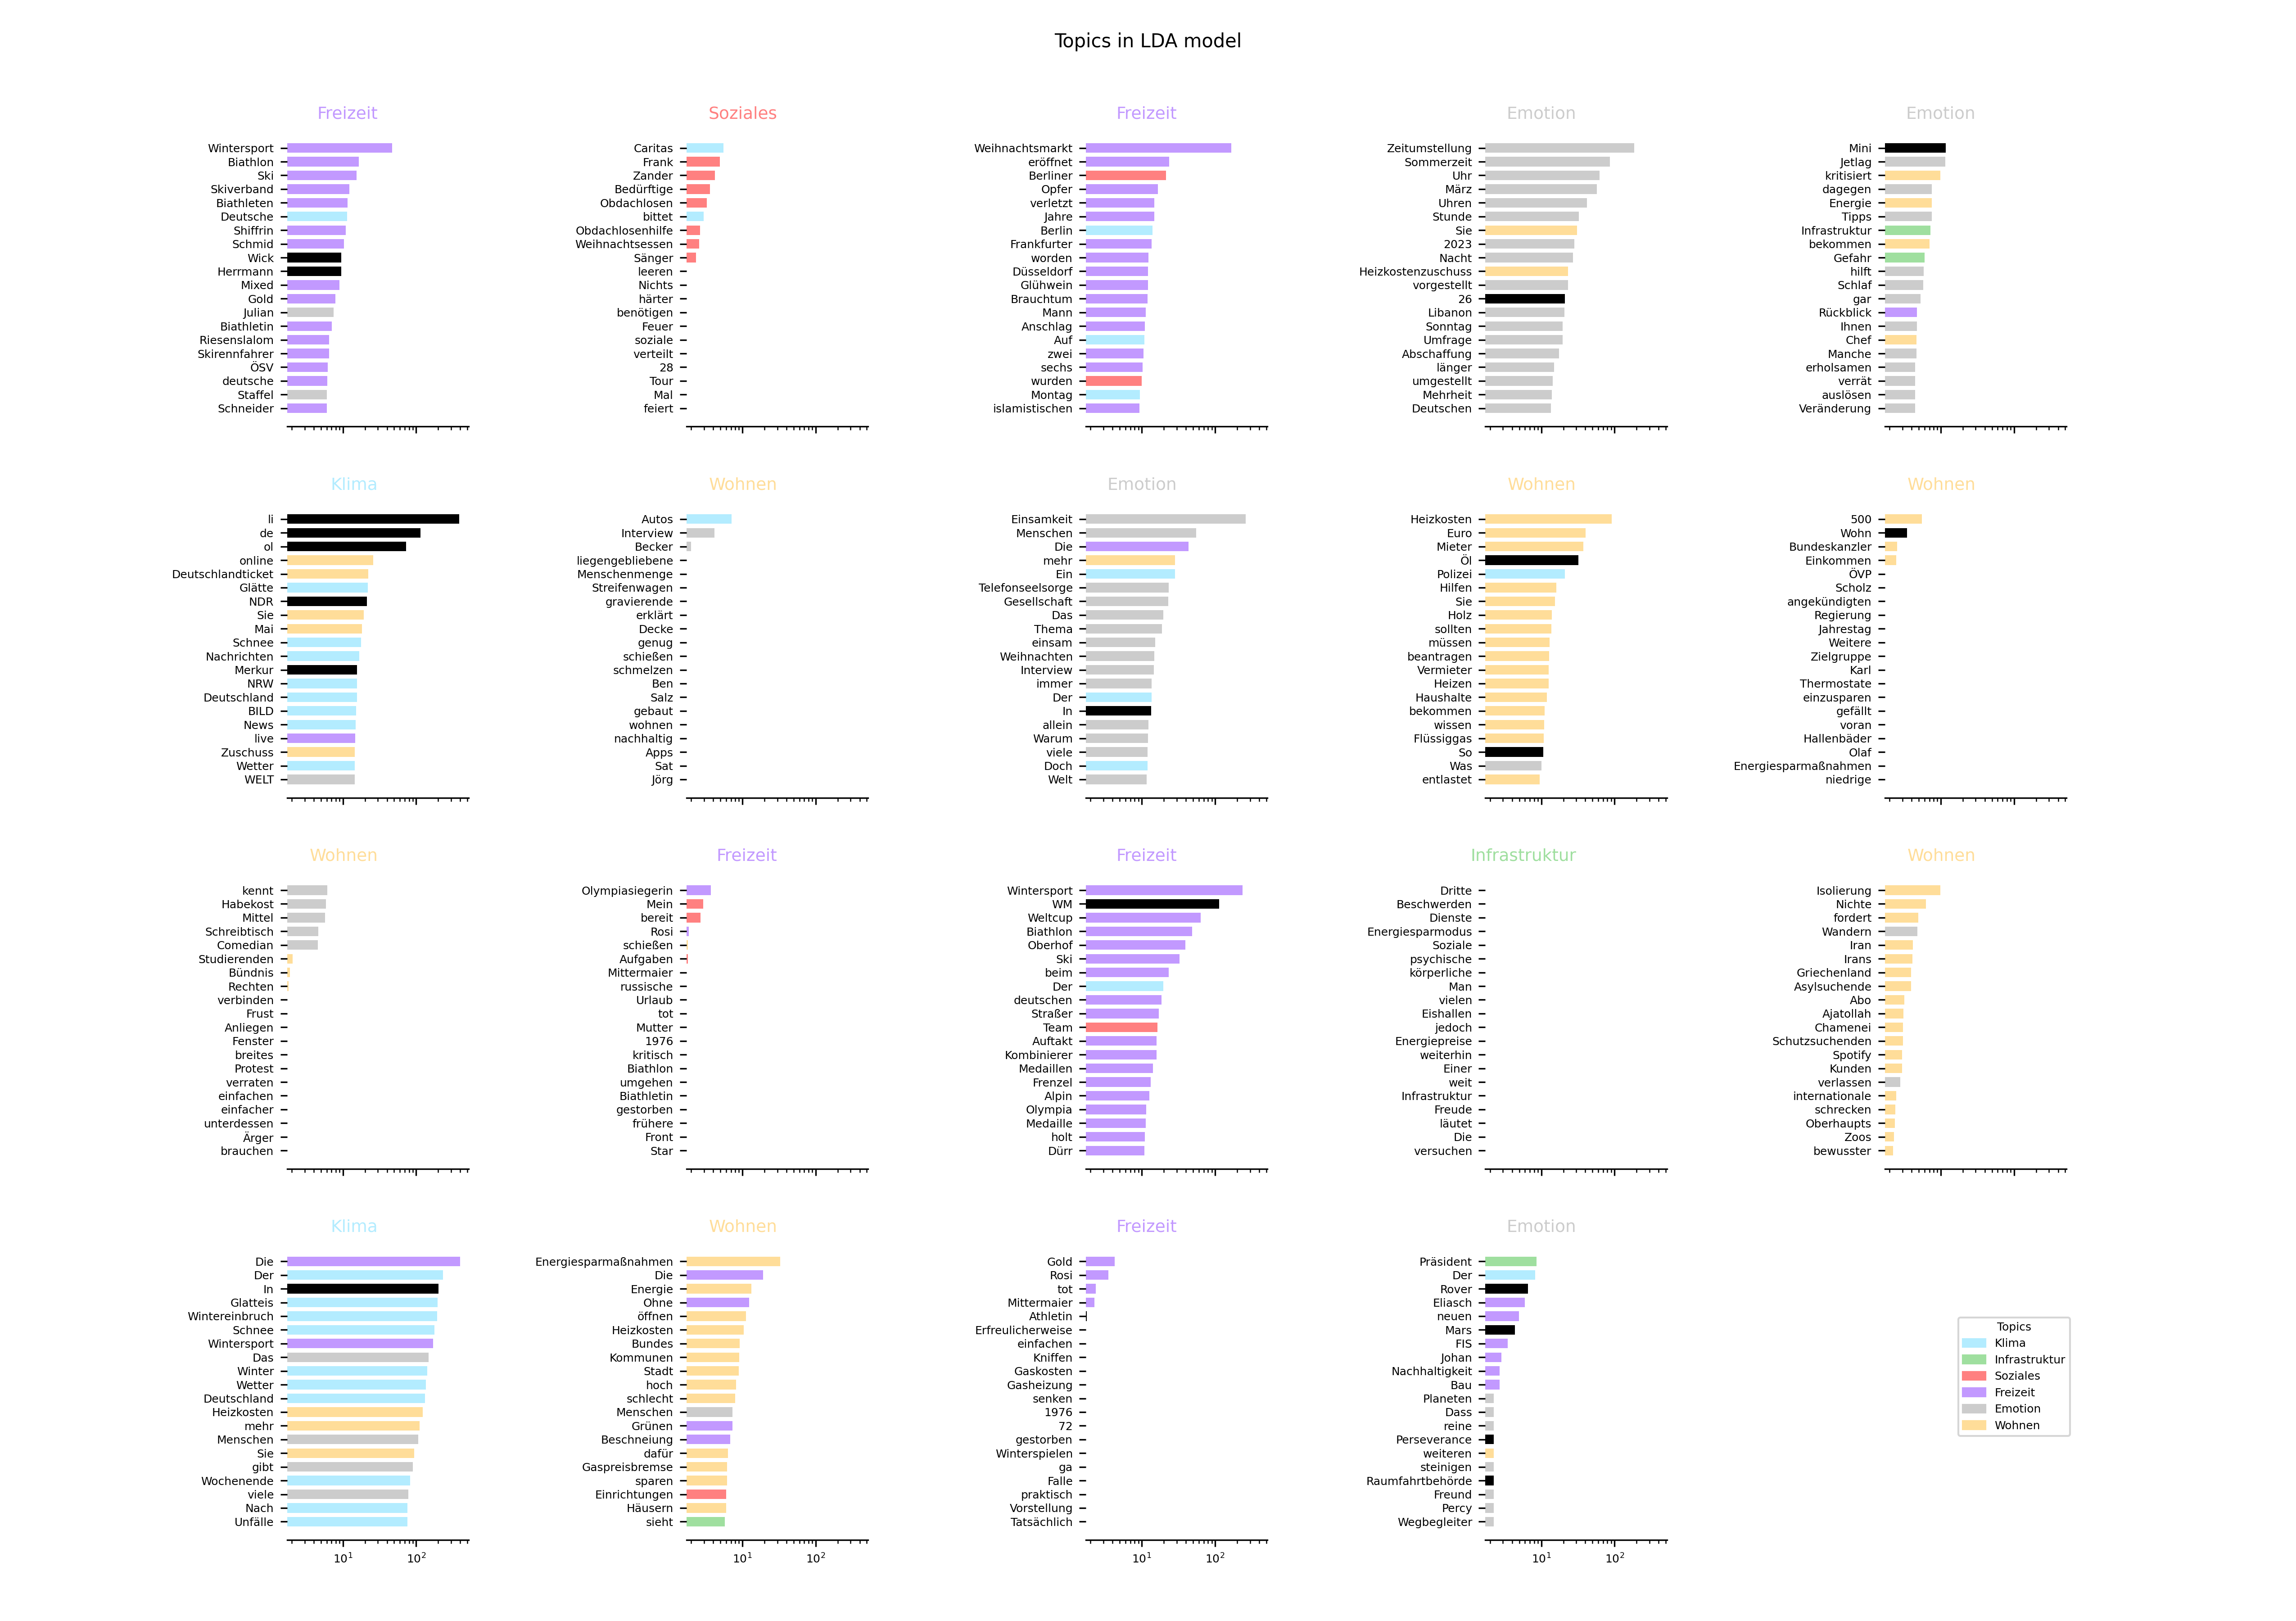 Topics in LDA model
Freizeit
Wintersport
Biathlon
Ski
Skiverband
Biathleten
Deutsche
Shiffrin
Schmid
Wick
Herrmann
Mixed
Gold
Julian
Biathletin
Riesenslalom
Skirennfahrer
ÖSV
deutsche
Staffel
Schneider
Soziales
Caritas
Frank
Zander
Bedürftige
Obdachlosen
bittet
Obdachlosenhilfe
Weihnachtsessen
Sänger
leeren
Nichts
härter
benötigen
Feuer
soziale
verteilt
28
Tour
Mal
feiert
Freizeit
Weihnachtsmarkt
eröffnet
Berliner
Opfer
verletzt
Jahre
Berlin
Frankfurter
worden
Düsseldorf
Glühwein
Brauchtum
Mann
Anschlag
Auf
zwei
sechs
wurden
Montag
islamistischen
Emotion
Zeitumstellung
Sommerzeit
Uhr
März
Uhren
Stunde
Sie
2023
Nacht
Heizkostenzuschuss
vorgestellt
26
Libanon
Sonntag
Umfrage
Abschaffung
länger
umgestellt
Mehrheit
Deutschen
Emotion
Mini
Jetlag
kritisiert
dagegen
Energie
Tipps
Infrastruktur
bekommen
Gefahr
hilft
Schlaf
gar
Rückblick
Ihnen
Chef
Manche
erholsamen
verrät
auslösen
Veränderung
Klima
li
de
ol
online
Deutschlandticket
Glätte
NDR
Sie
Mai
Schnee
Nachrichten
Merkur
NRW
Deutschland
BILD
News
live
Zuschuss
Wetter
WELT
Wohnen
Autos
Interview
Becker
liegengebliebene
Menschenmenge
Streifenwagen
gravierende
erklärt
Decke
genug
schießen
schmelzen
Ben
Salz
gebaut
wohnen
nachhaltig
Apps
Sat
Jörg
Emotion
Einsamkeit
Menschen
Die
mehr
Ein
Telefonseelsorge
Gesellschaft
Das
Thema
einsam
Weihnachten
Interview
immer
Der
In
allein
Warum
viele
Doch
Welt
Wohnen
Heizkosten
Euro
Mieter
Öl
Polizei
Hilfen
Sie
Holz
sollten
müssen
beantragen
Vermieter
Heizen
Haushalte
bekommen
wissen
Flüssiggas
So
Was
entlastet
Wohnen
500
Wohn
Bundeskanzler
Einkommen
ÖVP
Scholz
angekündigten
Regierung
Jahrestag
Weitere
Zielgruppe
Karl
Thermostate
einzusparen
gefällt
voran
Hallenbäder
Olaf
Energiesparmaßnahmen
niedrige
Wohnen
kennt
Habekost
Mittel
Schreibtisch
Comedian
Studierenden
Bündnis
Rechten
verbinden
Frust
Anliegen
Fenster
breites
Protest
verraten
einfachen
einfacher
unterdessen
Ärger
brauchen
Freizeit
Olympiasiegerin
Mein
bereit
Rosi
schießen
Aufgaben
Mittermaier
russische
Urlaub
tot
Mutter
1976
kritisch
Biathlon
umgehen
Biathletin
gestorben
frühere
Front
Star
Freizeit
Wintersport
WM
Weltcup
Biathlon
Oberhof
Ski
beim
Der
deutschen
Straßer
Team
Auftakt
Kombinierer
Medaillen
Frenzel
Alpin
Olympia
Medaille
holt
Dürr
Infrastruktur
Dritte
Beschwerden
Dienste
Energiesparmodus
Soziale
psychische
körperliche
Man
vielen
Eishallen
jedoch
Energiepreise
weiterhin
Einer
weit
Infrastruktur
Freude
läutet
Die
versuchen
Wohnen
Isolierung
Nichte
fordert
Wandern
Iran
Irans
Griechenland
Asylsuchende
Abo
Ajatollah
Chamenei
Schutzsuchenden
Spotify
Kunden
verlassen
internationale
schrecken
Oberhaupts
Zoos
bewusster
Klima
Die
Der
In
Glatteis
Wintereinbruch
Schnee
Wintersport
Das
Winter
Wetter
Deutschland
Heizkosten
mehr
Menschen
Sie
gibt
Wochenende
viele
Nach
Unfälle
10¹ 10²
Wohnen
Energiesparmaßnahmen
Die
Energie
Ohne
öffnen
Heizkosten
Bundes
Kommunen
Stadt
hoch
schlecht
Menschen
Grünen
Beschneiung
dafür
Gaspreisbremse
sparen
Einrichtungen
Häusern
sieht
10¹ 10²
Freizeit
Gold
Rosi
tot
Mittermaier
Athletin
Erfreulicherweise
einfachen
Kniffen
Gaskosten
Gasheizung
senken
1976
72
gestorben
Winterspielen
ga
Falle
praktisch
Vorstellung
Tatsächlich
10¹ 10²
Emotion
Präsident
Der
Rover
Eliasch
neuen
Mars
FIS
Johan
Nachhaltigkeit
Bau
Planeten
Dass
reine
Perseverance
weiteren
steinigen
Raumfahrtbehörde
Freund
Percy
Wegbegleiter
10¹ 10²
Topics
Klima
Infrastruktur
Soziales
Freizeit
Emotion
Wohnen